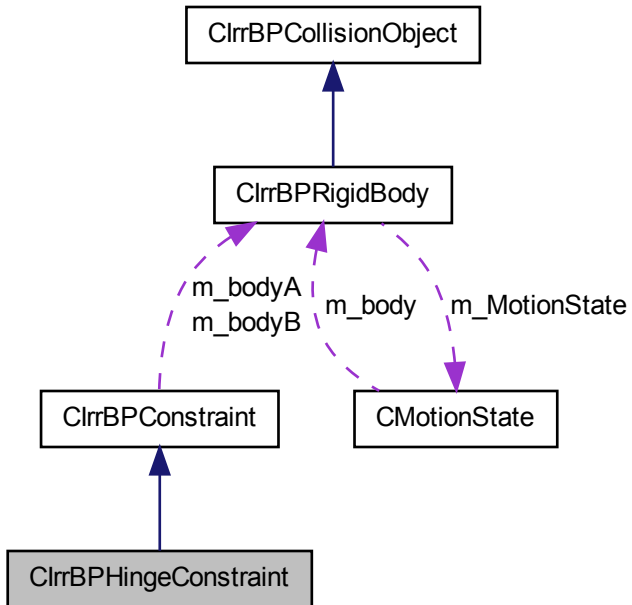 CIrrBPCollisionObject
CIrrBPRigidBody
m_bodyA
m_bodyB
m_body
m_MotionState
CIrrBPConstraint
CMotionState
CIrrBPHingeConstraint